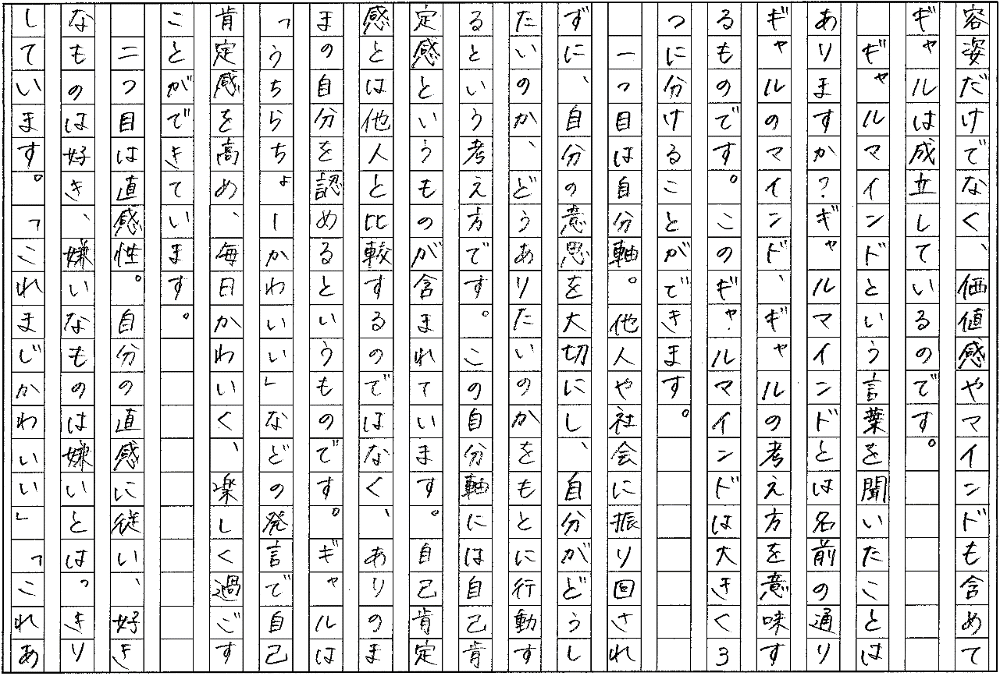 容姿だけでなく、価値感やマインドも含めて
ギャルは成立しているのです。
ギャルマインドという言葉を聞いたことは
ありますか？ギャルマインドとは名前の通り
ギャルのマインド、ギャルの考え方を意味す
るものです。このギャルマインドは大きく3
つに分けることができます。
一つ目は自分軸。他人や社会に振り回され
ずに、自分の意思を大切にし、自分がどうし
たいのか、どうありたいのかをもとに行動す
るという考え方です。この自分軸には自己肯
定感というものが含まれています。自己肯定
感とは他人と比較するのではなく、ありのま
まの自分を認めるというものです。ギャルは
「うちらちょーかわいい」などの発言で自己
肯定感を高め、毎日かわいく、楽しく過ごす
ことができています。
二つ目は直感性。自分の直感に従い、好き
なものは好き、嫌いなものは嫌いとはっきり
しています。「これまじかわいい」「これあ